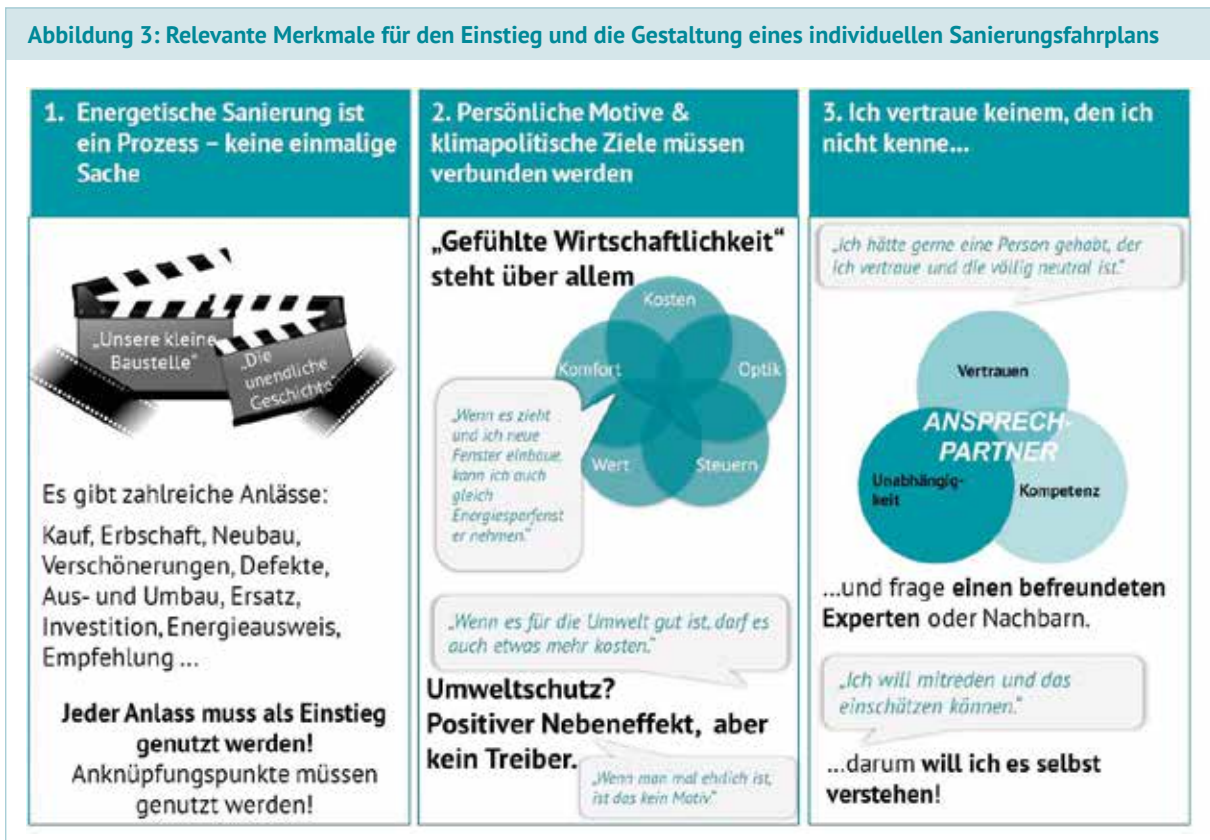 Abbildung 3: Relevante Merkmale für den Einstieg und die Gestaltung eines individuellen Sanierungsfahrplans
1. Energetische Sanierung ist
ein Prozess – keine einmalige
Sache
„Unsere kleine
Baustelle“
„Die
unendliche
Geschichte“
Es gibt zahlreiche Anlässe:
Kauf, Erbschaft, Neubau,
Verschönerungen, Defekte,
Aus- und Umbau, Ersatz,
Investition, Energieausweis,
Empfehlung ...
Jeder Anlass muss als Einstieg
genutzt werden!
Anknüpfungspunkte müssen
genutzt werden!
2. Persönliche Motive &
klimapolitische Ziele müssen
verbunden werden
„Gefühlte Wirtschaftlichkeit“
steht über allem
Kosten
Komfort
Optik
Wert
Steuern
„Wenn es zieht
und ich neue
Fenster einbaue,
kann ich auch
gleich
Energiesparfenst
er nehmen.“
„Wenn es für die Umwelt gut ist, darf es
auch etwas mehr kosten.“
Umweltschutz?
Positiver Nebeneffekt, aber
kein Treiber.
„Wenn man mal ehrlich ist,
ist das kein Motiv.“
3. Ich vertraue keinem, den ich
nicht kenne...
„Ich hätte gerne eine Person gehabt, der
ich vertraue und die völlig neutral ist.“
Vertrauen
ANSPRECH-
PARTNER
Unabhängig-
keit
Kompetenz
...und frage einen befreundeten
Experten oder Nachbarn.
„Ich will mitreden und das
einschätzen können.“
...darum will ich es selbst
verstehen!